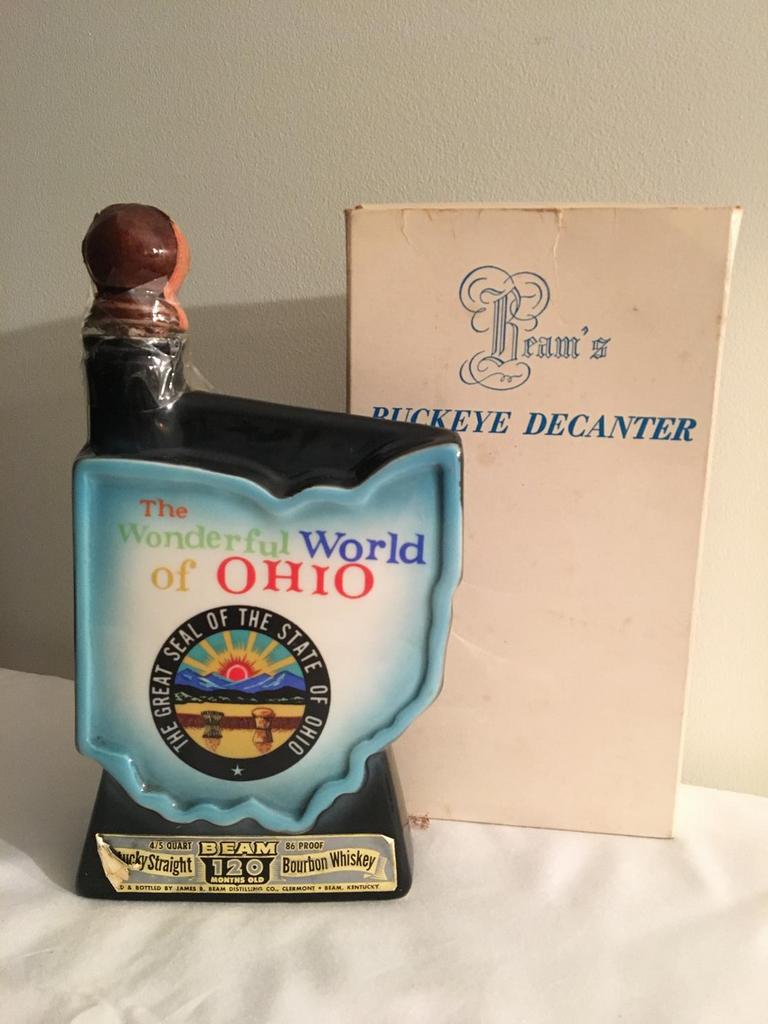 Beam's
BUCKEYE DECANTER
The
Wonderful World
of OHIO
THE GREAT SEAL OF THE STATE OF OHIO
4/5 QUART BEAM 86 PROOF
Straight 120 Bourbon Whiskey
MONTHS OLD
& BOTTLED BY JAMES B. BEAM DISTILLING CO., CLERMONT • BEAM, KENTUCKY